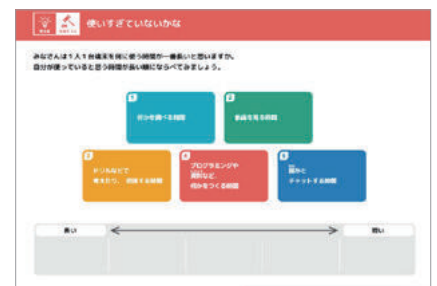 使いすぎていないかな
みなさんは1人1台端末を何に使う時間が一番長いと思いますか。
自分が使っていると思う時間が長い順にならべてみましょう。
1
何かを調べる時間
2
動画を見る時間
3
ドリルなどで
考えたり、練習する時間
4
プログラミングや
資料など、
何かをつくる時間
5
誰かと
チャットする時間
長い
短い